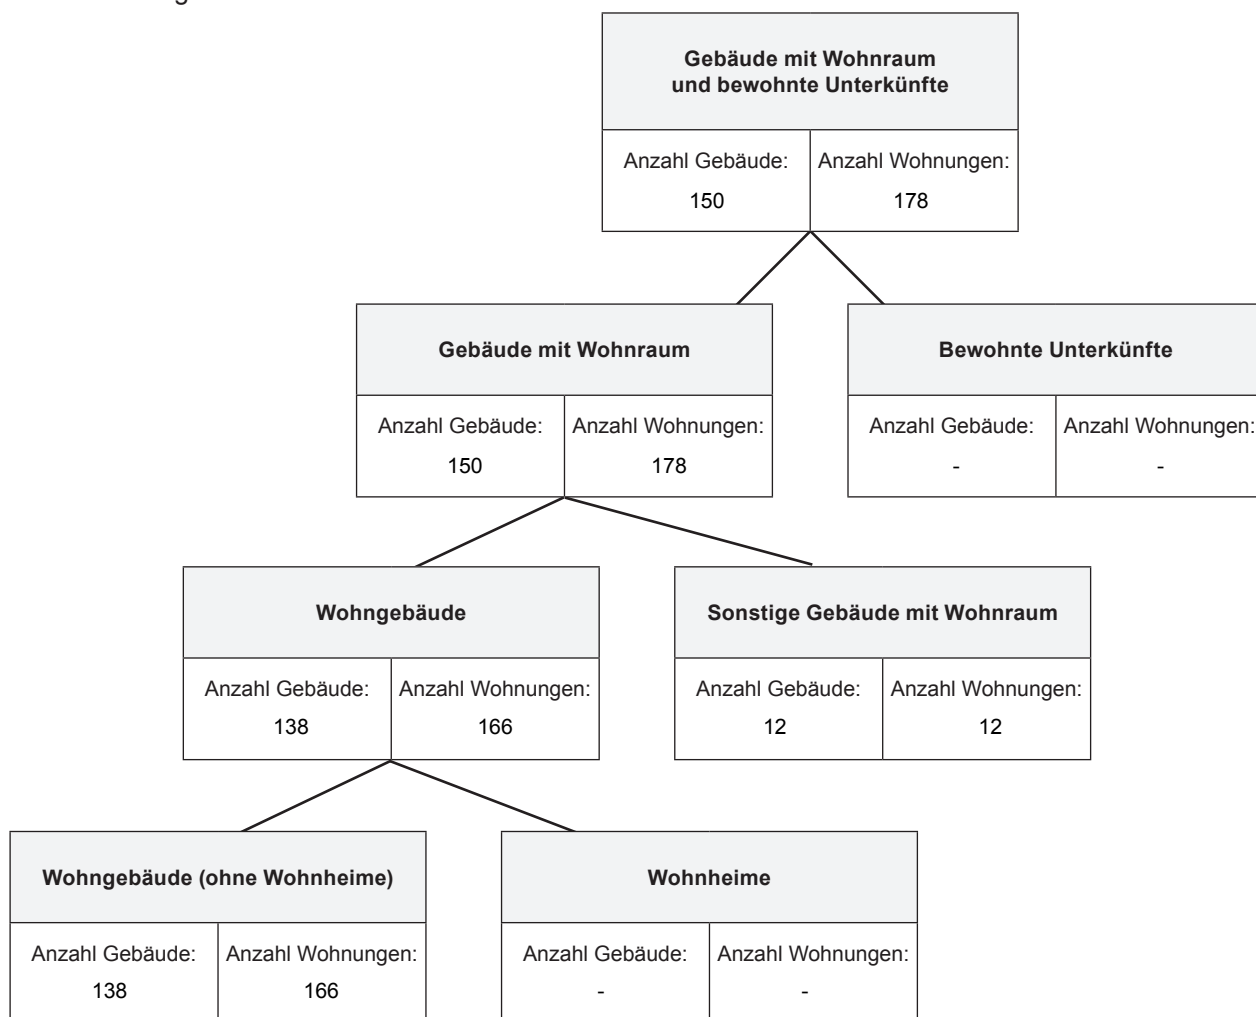 Gebäude mit Wohnraum
und bewohnte Unterkünfte
Anzahl Gebäude: Anzahl Wohnungen:
150 178
Gebäude mit Wohnraum
Anzahl Gebäude: Anzahl Wohnungen:
150 178
Bewohnte Unterkünfte
Anzahl Gebäude: Anzahl Wohnungen:
- -
Wohngebäude
Anzahl Gebäude: Anzahl Wohnungen:
138 166
Sonstige Gebäude mit Wohnraum
Anzahl Gebäude: Anzahl Wohnungen:
12 12
Wohngebäude (ohne Wohnheime)
Anzahl Gebäude: Anzahl Wohnungen:
138 166
Wohnheime
Anzahl Gebäude: Anzahl Wohnungen:
- -